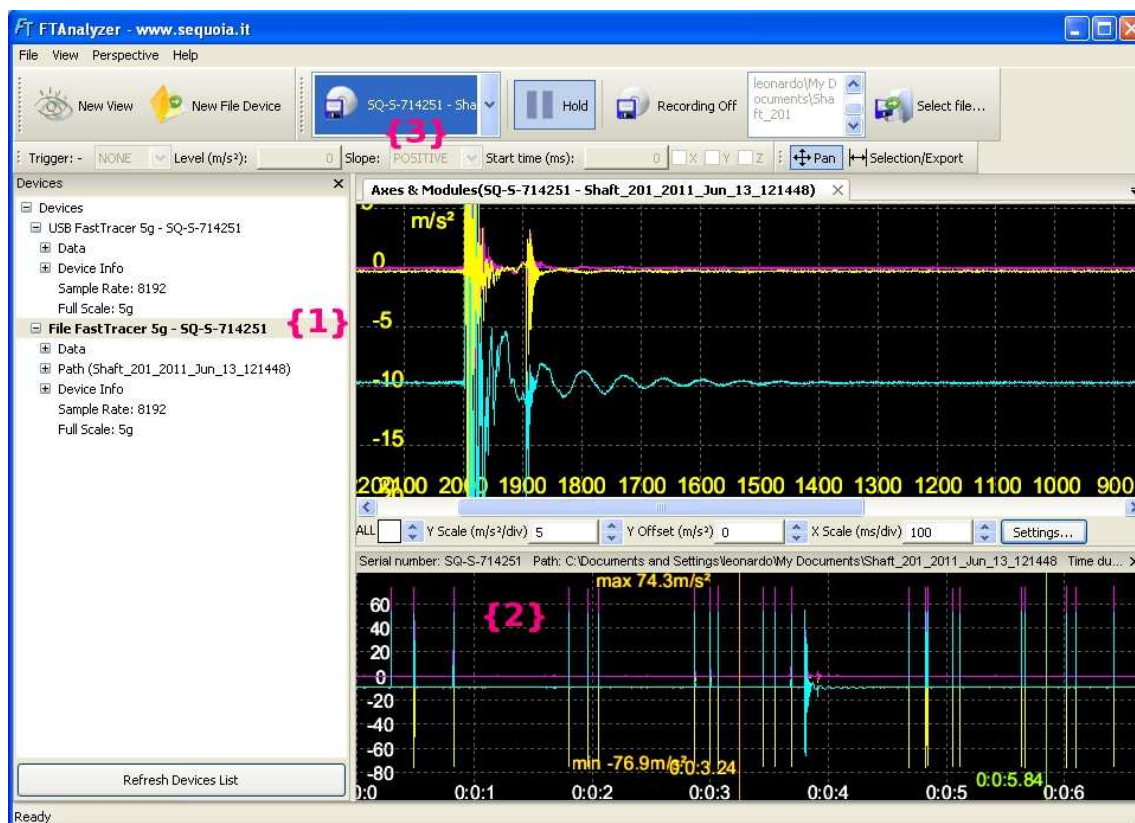 FT FTAnalyzer - www.sequoia.it
File View Perspective Help
New View New File Device SQ-S-714251 - Sha Hold Recording Off leonardo\My D
ocuments\Sha
ft_201 Select file...
{3}
Trigger: - NONE Level (m/s²): 0 Slope: POSITIVE Start time (ms): 0 X Y Z Pan Selection/Export
Devices
Devices
USB FastTracer 5g - SQ-S-714251
Data
Device Info
Sample Rate: 8192
Full Scale: 5g
File FastTracer 5g - SQ-S-714251 {1}
Data
Path (Shaft_201_2011_Jun_13_121448)
Device Info
Sample Rate: 8192
Full Scale: 5g
Refresh Devices List
Ready
Axes & Modules(SQ-S-714251 - Shaft_201_2011_Jun_13_121448)
m/s²
0
-5
-10
-15
2100 2000 1900 1800 1700 1600 1500 1400 1300 1200 1100 1000 900
ALL Y Scale (m/s²/div) 5 Y Offset (m/s²) 0 X Scale (ms/div) 100 Settings...
Serial number: SQ-S-714251 Path: C:\Documents and Settings\leonardo\My Documents\Shaft_201_2011_Jun_13_121448 Time du...
max 74.3m/s²
{2}
60
40
20
0
-20
-40
-60
-80
min -76.9m/s² 0:0:3.24
0:0:5.84
0:0 0:0:1 0:0:2 0:0:3 0:0:4 0:0:5 0:0:6